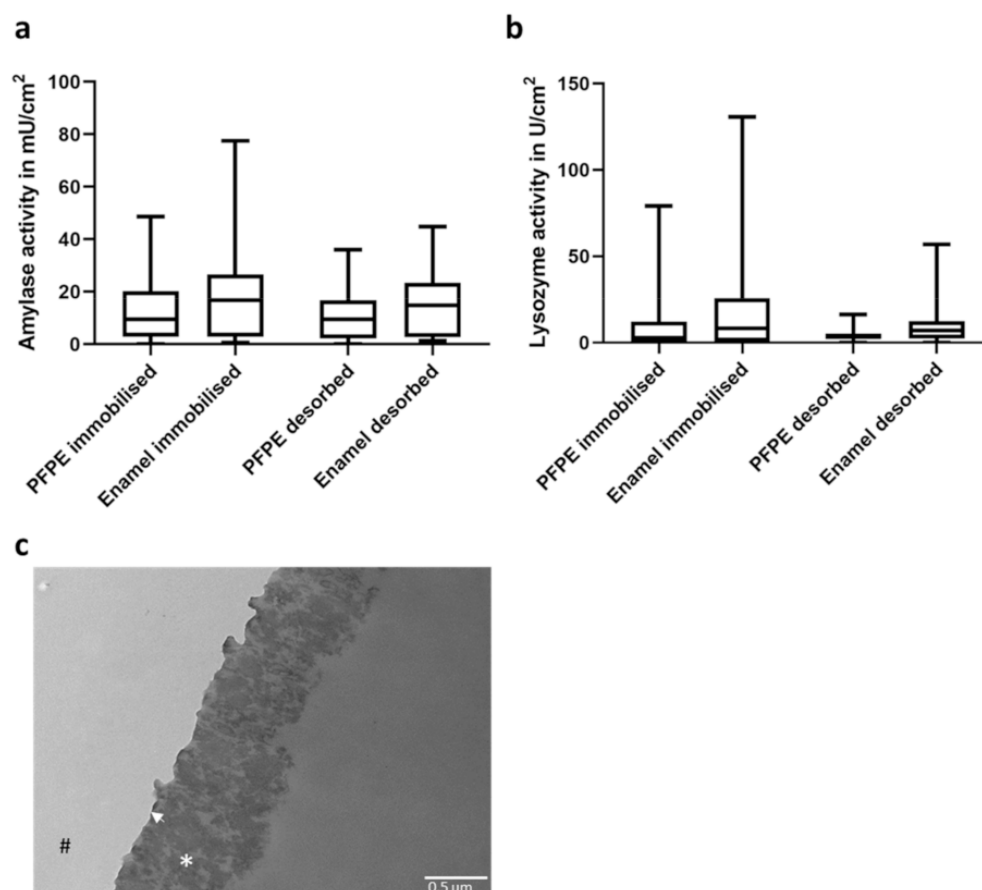 a
Amylase activity in mU/cm²
100
80
60
40
20
0
PFPE immobilised
Enamel immobilised
PFPE desorbed
Enamel desorbed
b
Lysozyme activity in U/cm²
150
100
50
0
PFPE immobilised
Enamel immobilised
PFPE desorbed
Enamel desorbed
c
#
*
0.5 µm